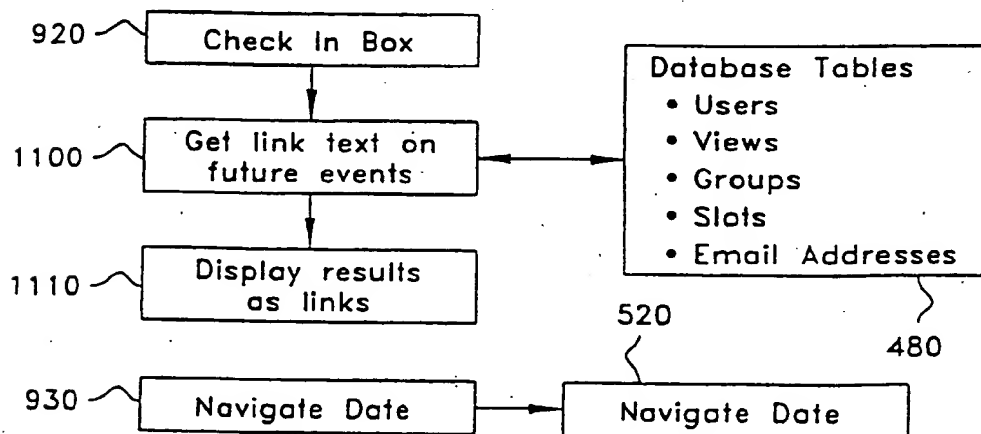 920
Check In Box
1100
Get link text on
future events
1110
Display results
as links
Database Tables
• Users
• Views
• Groups
• Slots
• Email Addresses
480
930
Navigate Date
520
Navigate Date